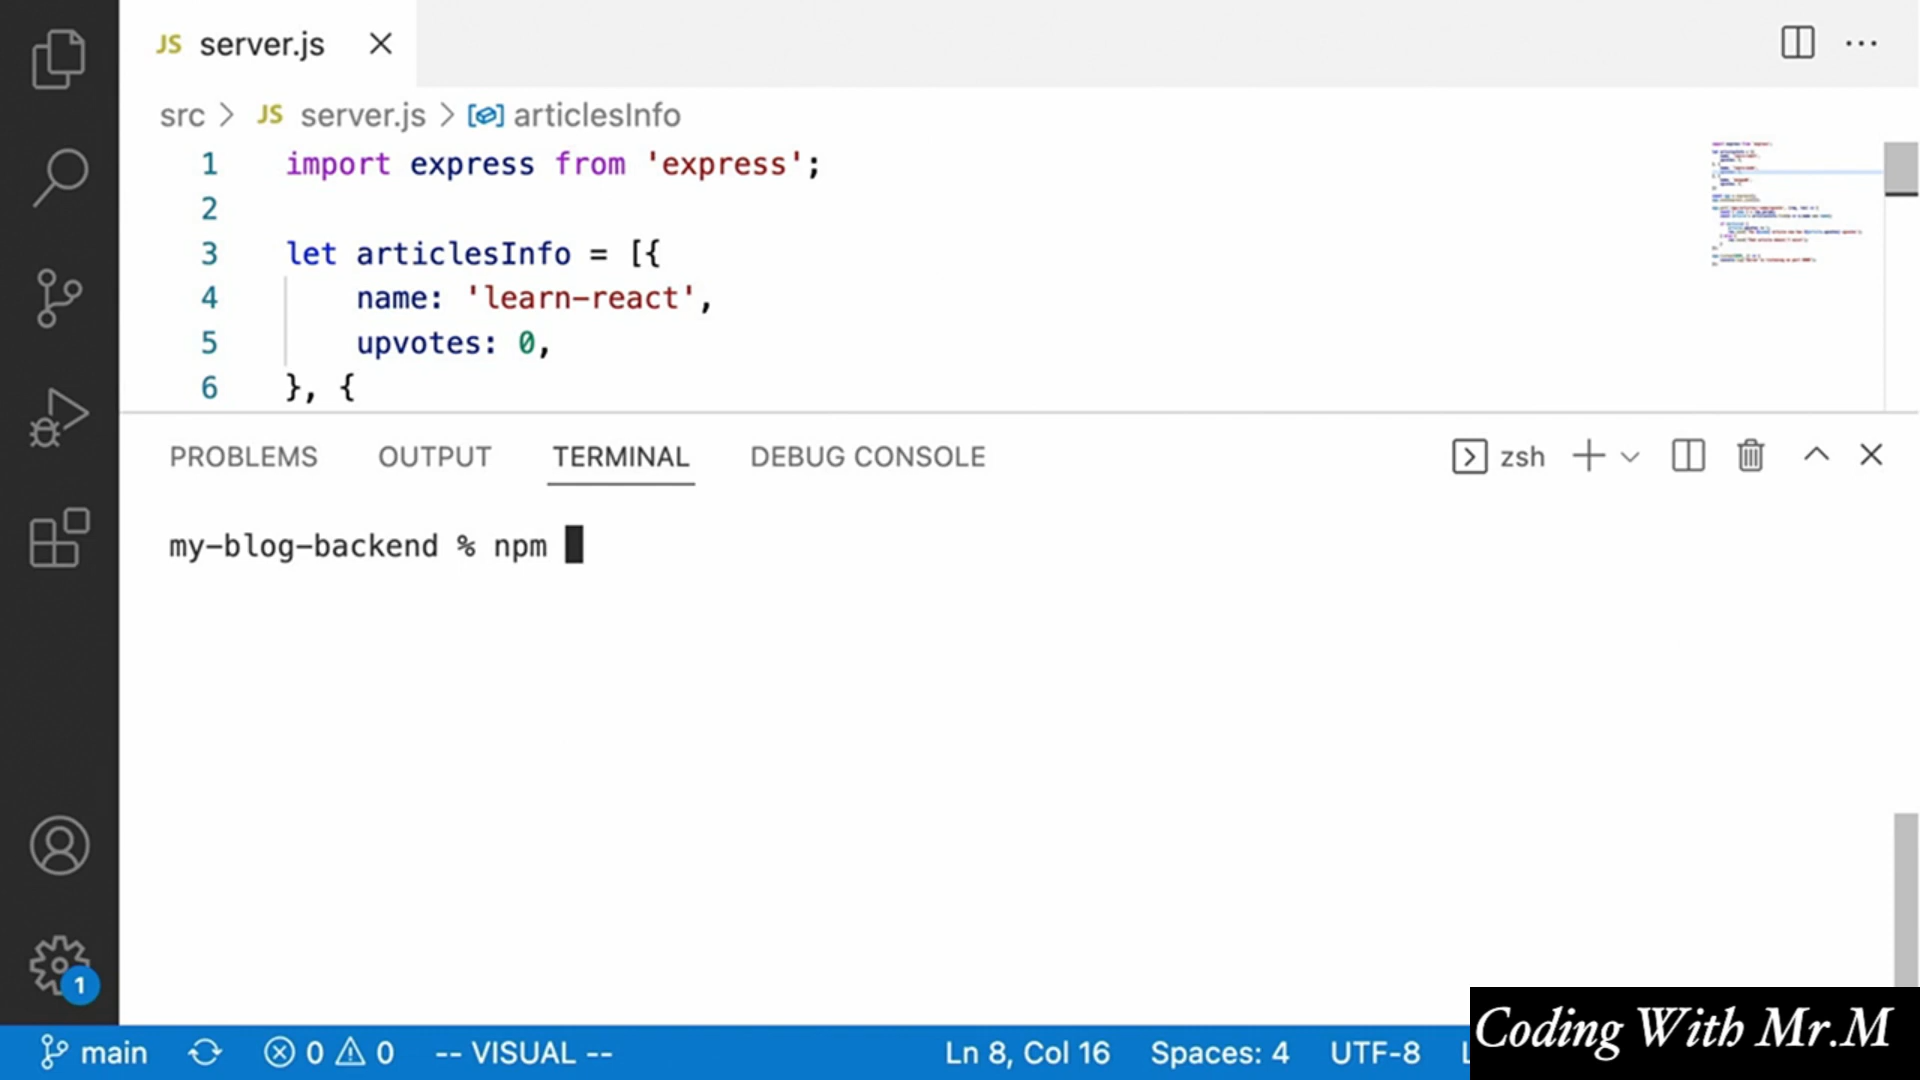 JS server.js
src > JS server.js > articlesInfo
1 import express from 'express';
2
3 let articlesInfo = [{
4 name: 'learn-react',
5 upvotes: 0,
6 }, {
PROBLEMS OUTPUT TERMINAL DEBUG CONSOLE zsh
my-blog-backend % npm
1
main 0 0 -- VISUAL -- Ln 8, Col 16 Spaces: 4 UTF-8 L
Coding With Mr.M